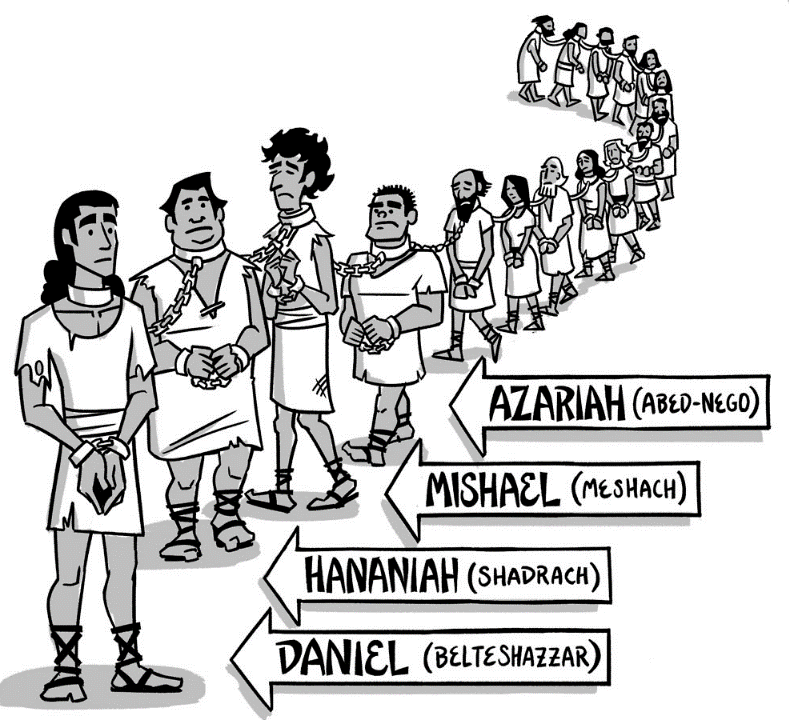 AZARIAH (ABED-NEGO)
MISHAEL (MESHACH)
HANANIAH (SHADRACH)
DANIEL (BELTESHAZZAR)